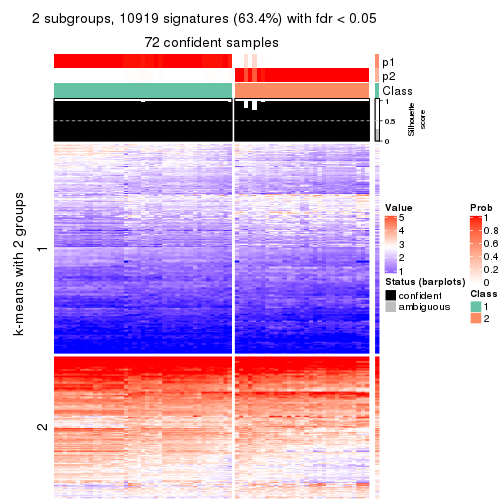 2 subgroups, 10919 signatures (63.4%) with fdr < 0.05
72 confident samples
p1
p2
Class
1
0.5
0
Silhouette
score
k-means with 2 groups
1
2
Value
5
4
3
2
1
Status (barplots)
confident
ambiguous
Prob
1
0.8
0.6
0.4
0.2
0
Class
1
2